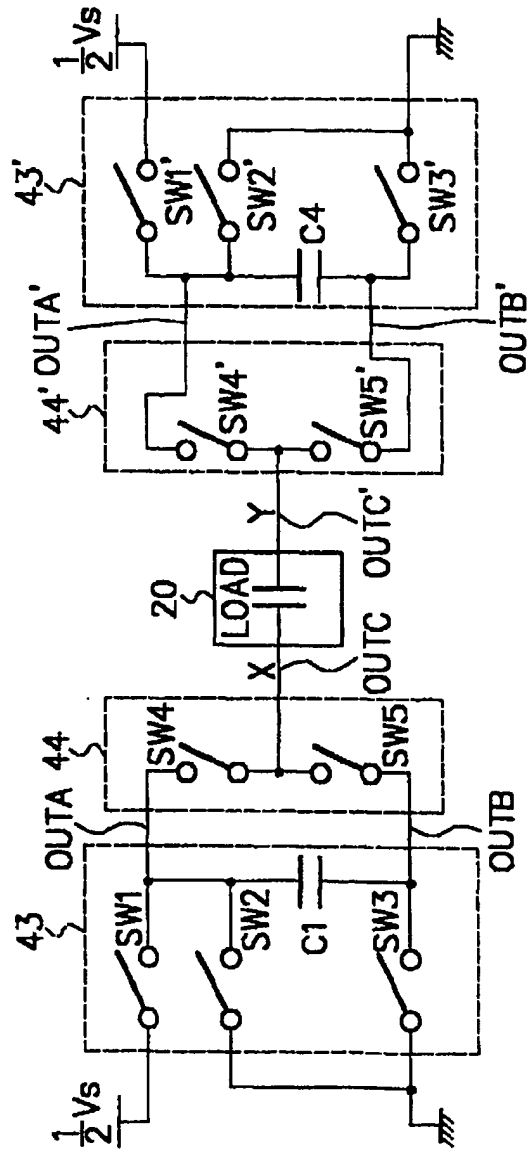 1/2 Vs
43
SW1
SW2
SW3
C1
OUTA
OUTB
44
SW4
SW5
X
OUTC
20
LOAD
Y
OUTC'
44'
SW4'
SW5'
OUTA'
OUTB'
43'
SW1'
SW2'
C4
SW3'
1/2 Vs